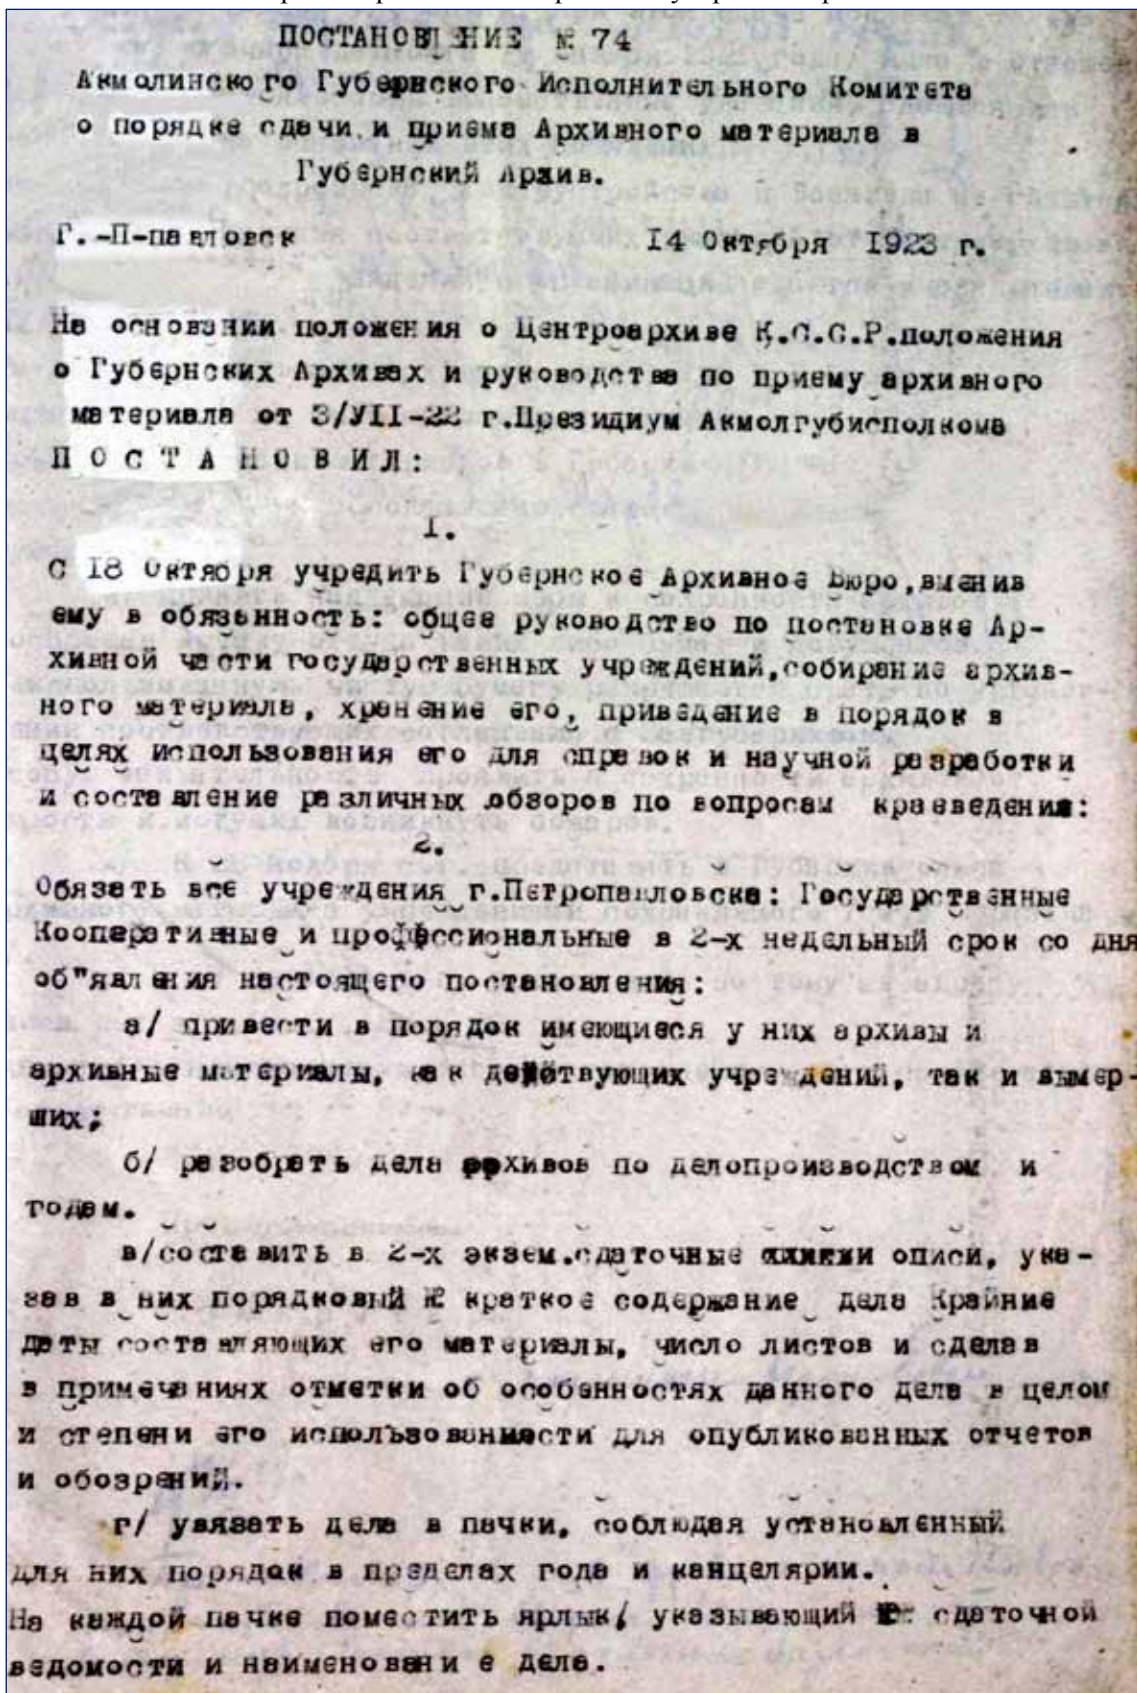 ПОСТАНОВЛЕНИЕ № 74
Акмолинского Губернского Исполнительного Комитета
о порядке сдачи и приема Архивного материала в
Губернский Архив.
Г.-П-павловск 14 Октября 1923 г.
На основании положения о Центроархиве К.С.С.Р.положения
о Губернских Архивах и руководства по приему архивного
материала от 3/УII-22 г.Президиум Акмолгубисполкома
П О С Т А Н О В И Л:
I.
С I8 Октября учредить Губернское Архивное Бюро,вменив
ему в обязанность: общее руководство по постановке Ар-
хивной части государственных учреждений,собирание архив-
ного материала, хранение его, приведение в порядок в
целях использования его для справок и научной разработки
и составление различных обзоров по вопросам краеведения:
2.
Обязать все учреждения г.Петропавловска: Государственные
Кооперативные и профессиональные в 2-х недельный срок со дня
об"явления настоящего постановления:
а/ привести в порядок имеющиеся у них архивы и
архивные материалы, как действующих учреждений, так и вымер-
ших;
б/ разобрать дела архивов по делопроизводством и
годам.
в/составить в 2-х экзем.сдаточные описи, ука-
зав в них порядковый № краткое содержание дела Крайние
даты составляющих его материалы, число листов и сделав
в примечаниях отметки об особенностях данного дела в целом
и степени его использованности для опубликованных отчетов
и обозрений.
г/ увязать дела в пачки, соблюдая установленный
для них порядок в пределах года и канцелярии.
На каждой пачке поместить ярлык/ указывающий № сдаточной
ведомости и наименовани е дела.